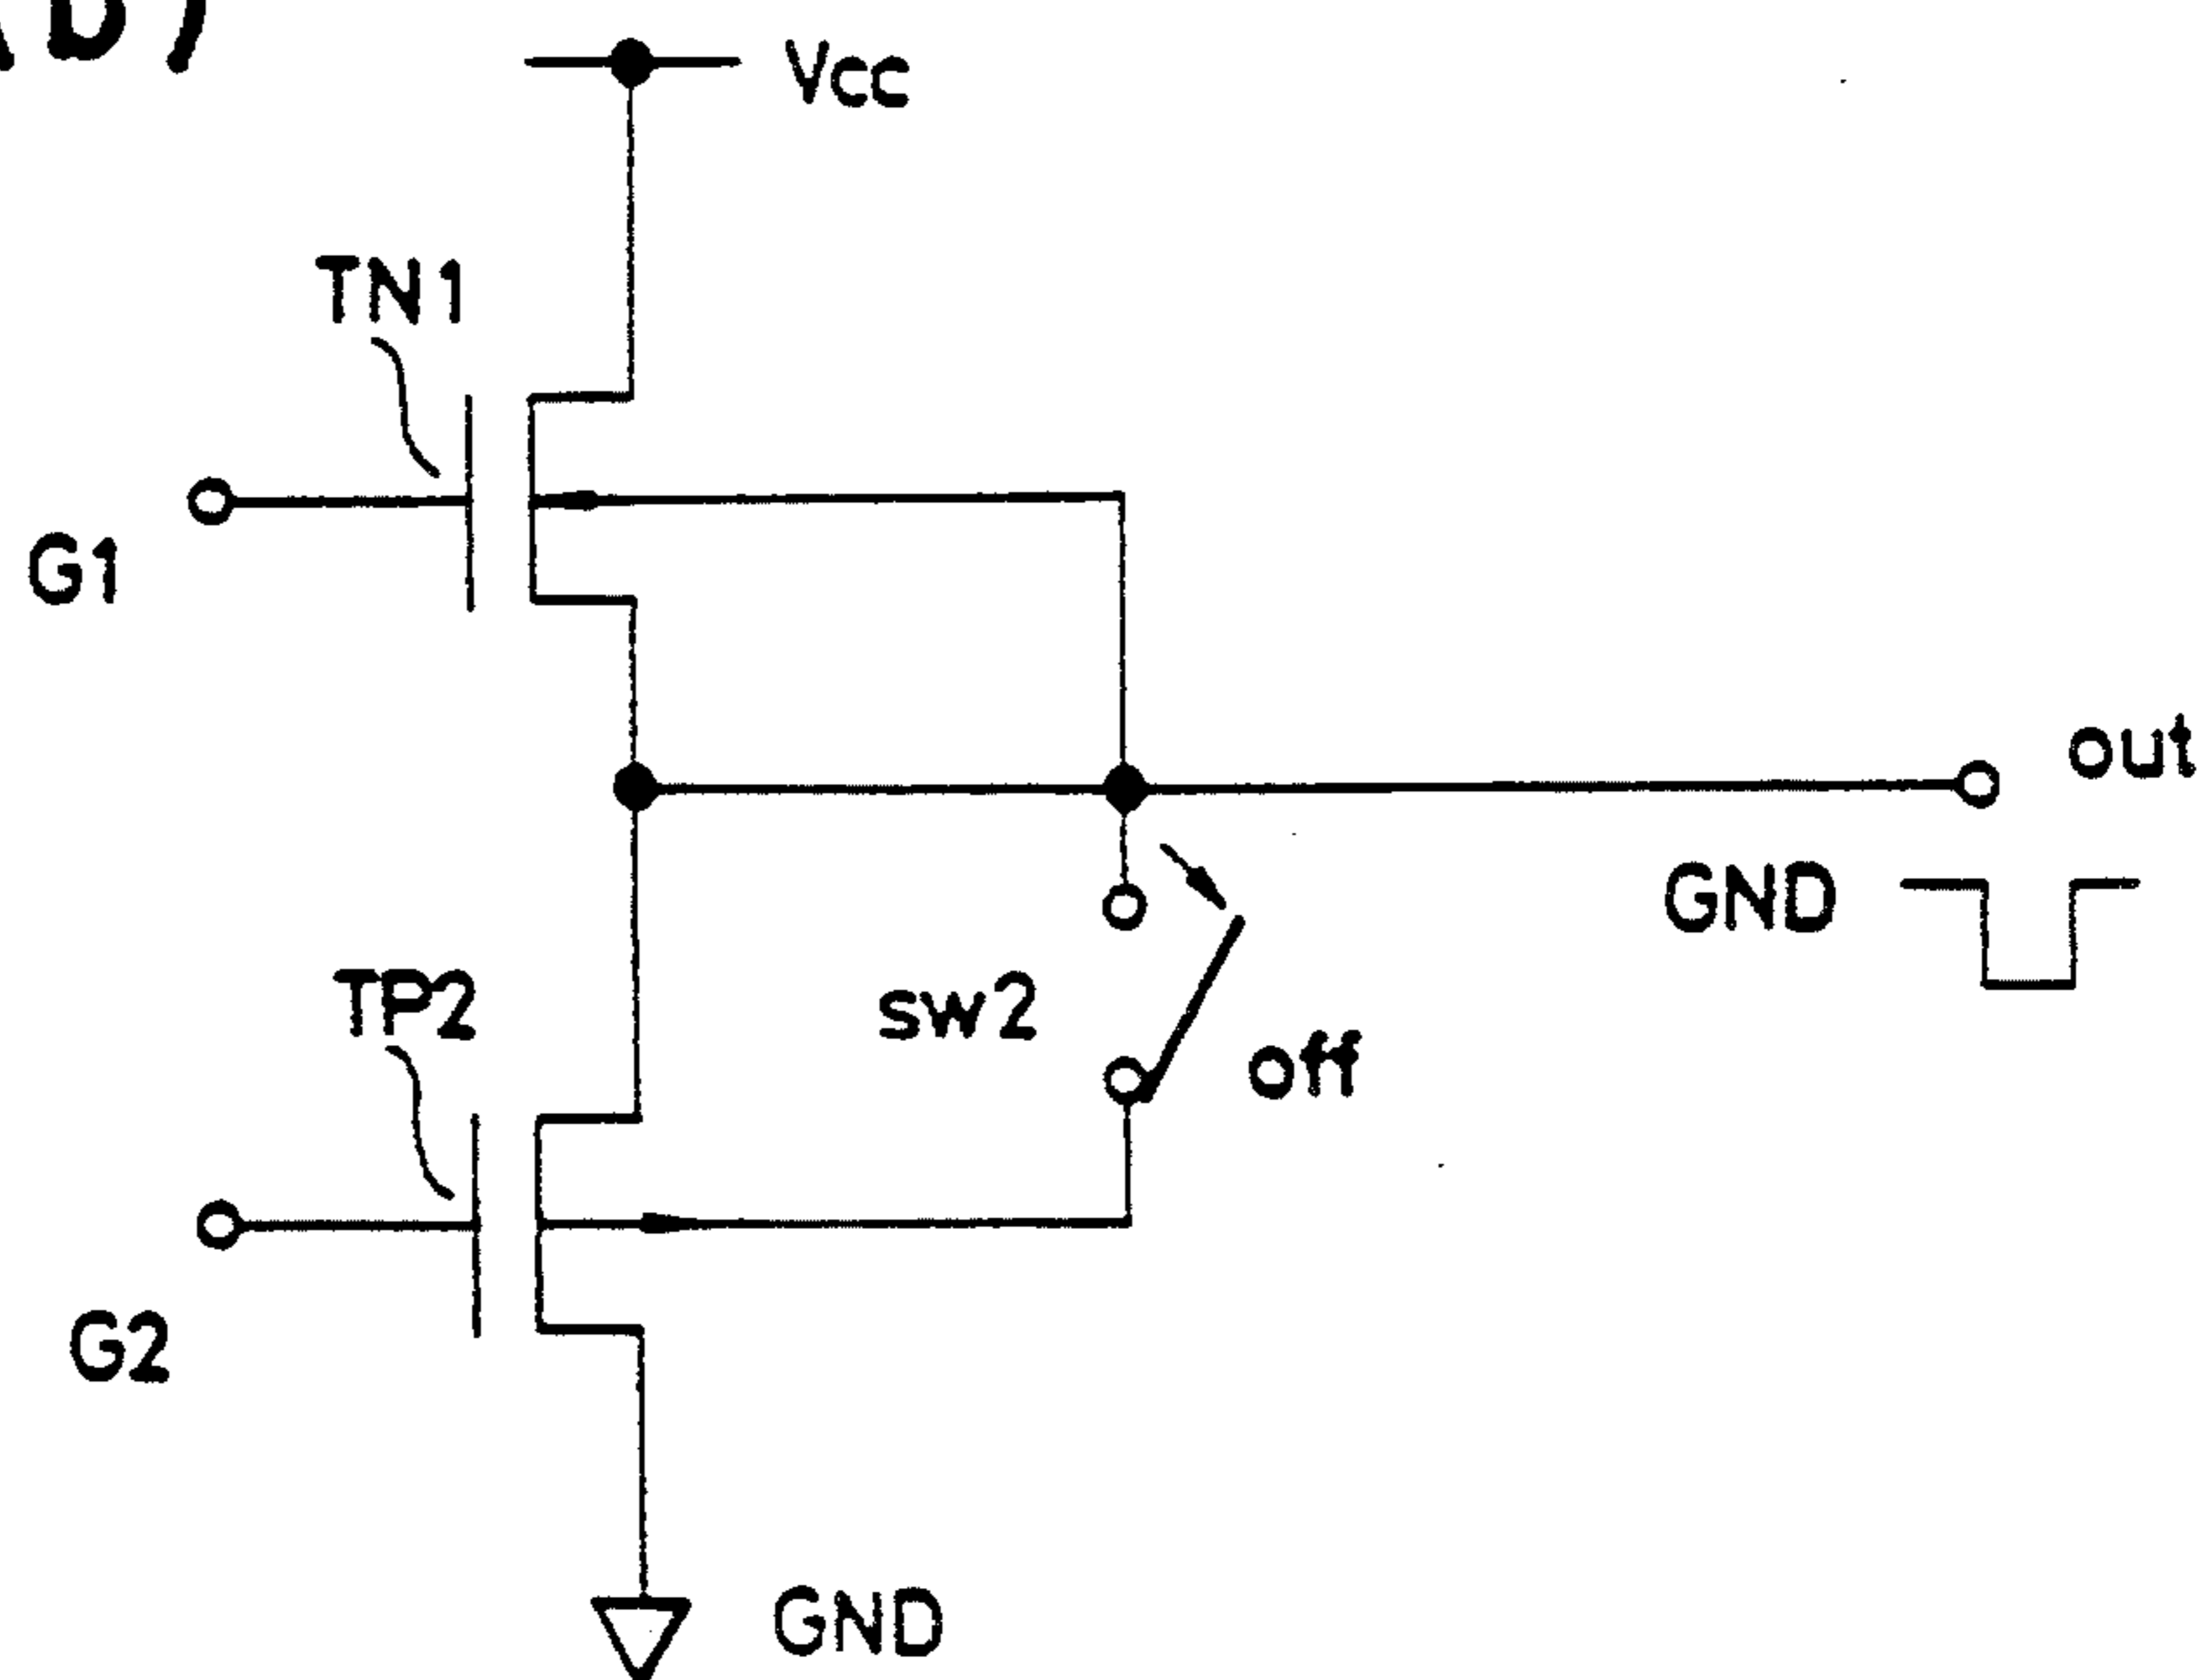 Vcc
TN1
G1
out
GND
TP2
sw2
off
G2
GND